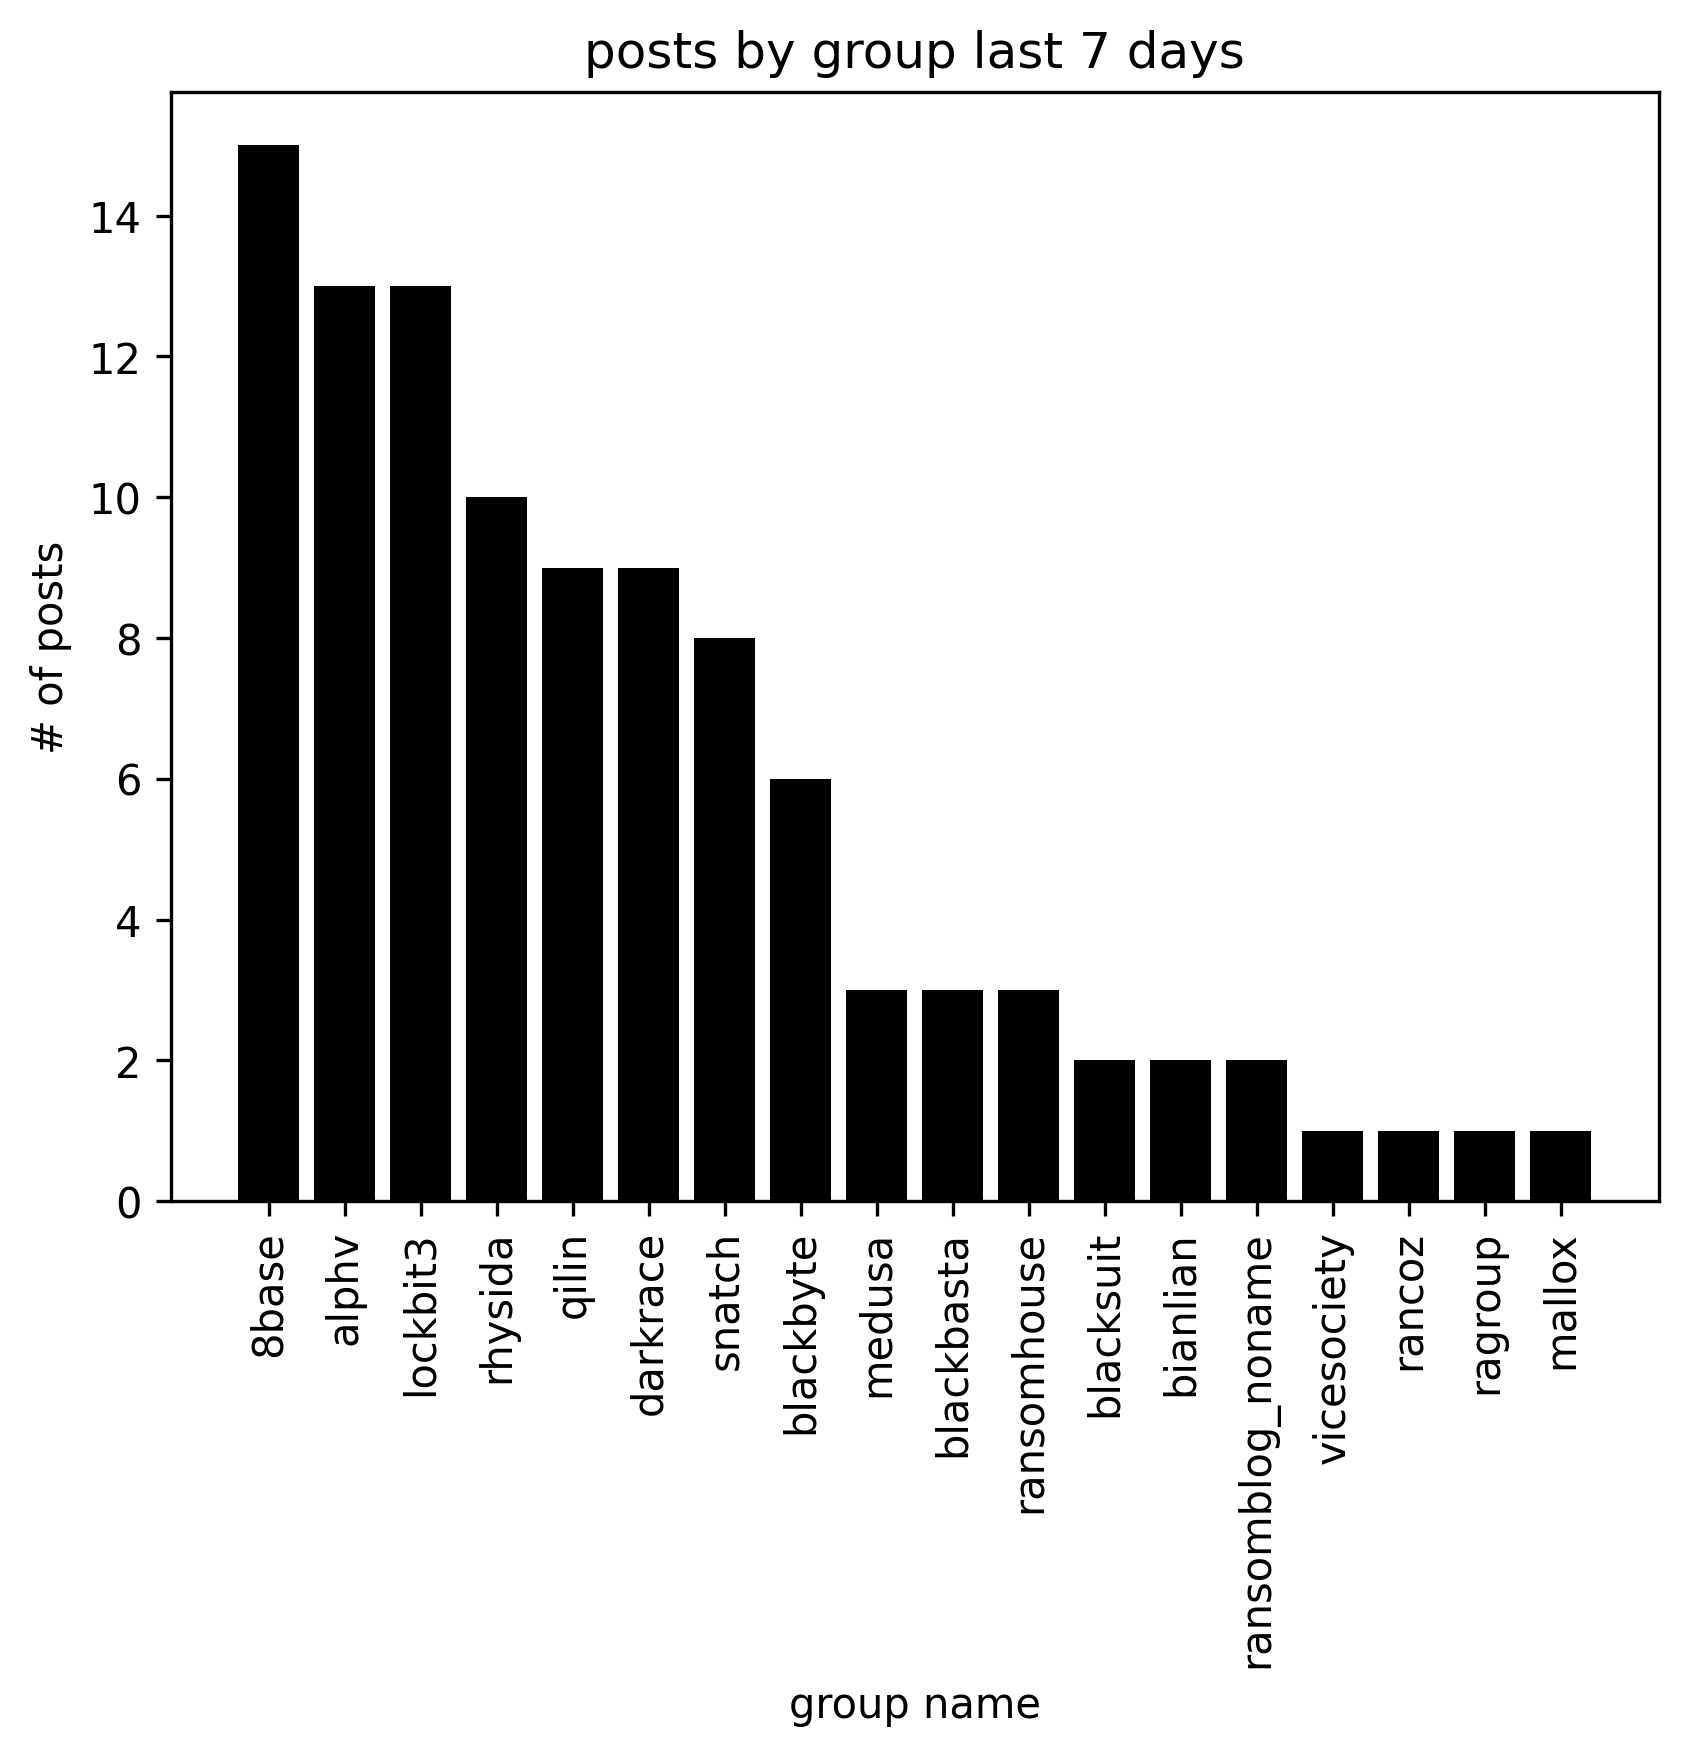 posts by group last 7 days
# of posts
14
12
10
8
6
4
2
0
8base
alphv
lockbit3
rhysida
qilin
darkrace
snatch
blackbyte
medusa
blackbasta
ransomhouse
blacksuit
bianlian
ransomblog_noname
vicesociety
rancoz
ragroup
mallox
group name